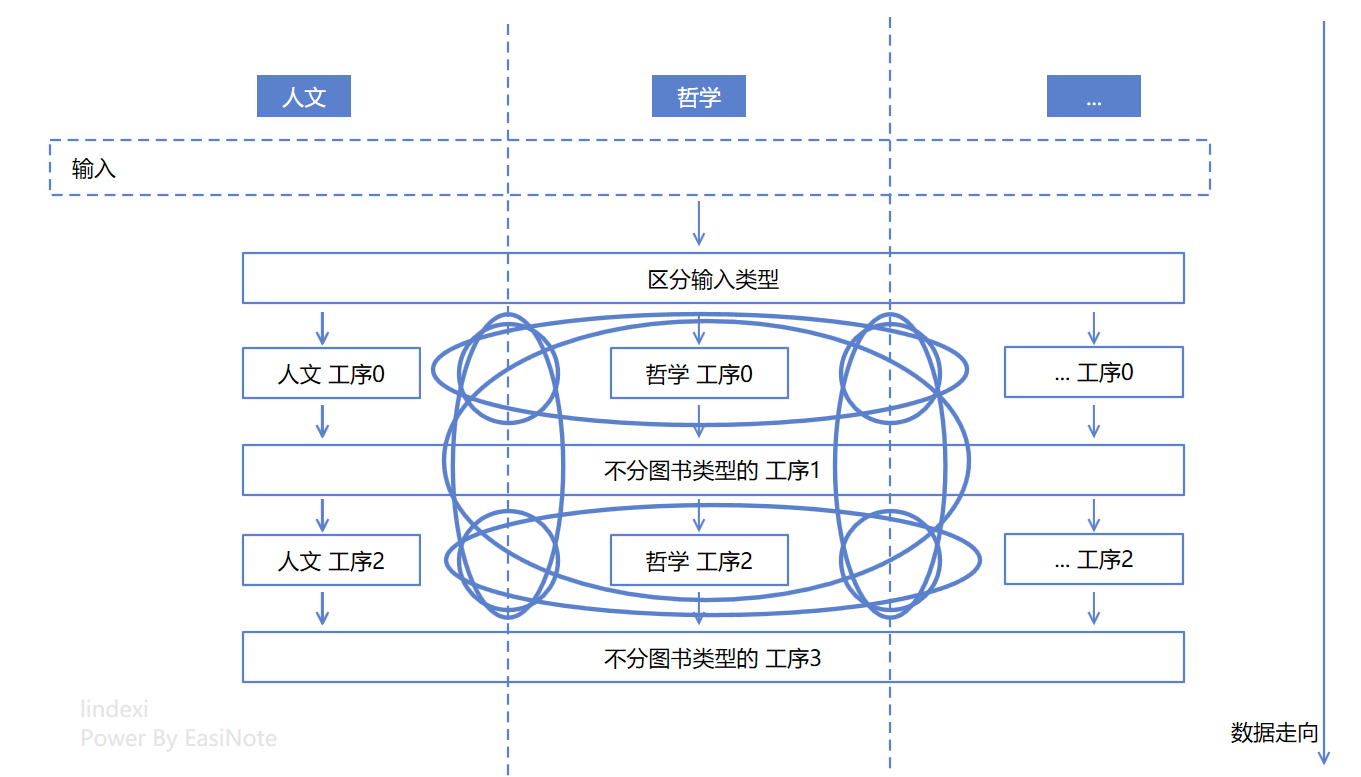 人文
哲学
...
输入
区分输入类型
人文 工序0
哲学 工序0
... 工序0
不分图书类型的 工序1
人文 工序2
哲学 工序2
... 工序2
不分图书类型的 工序3
lindexi
Power By EasiNote
数据走向